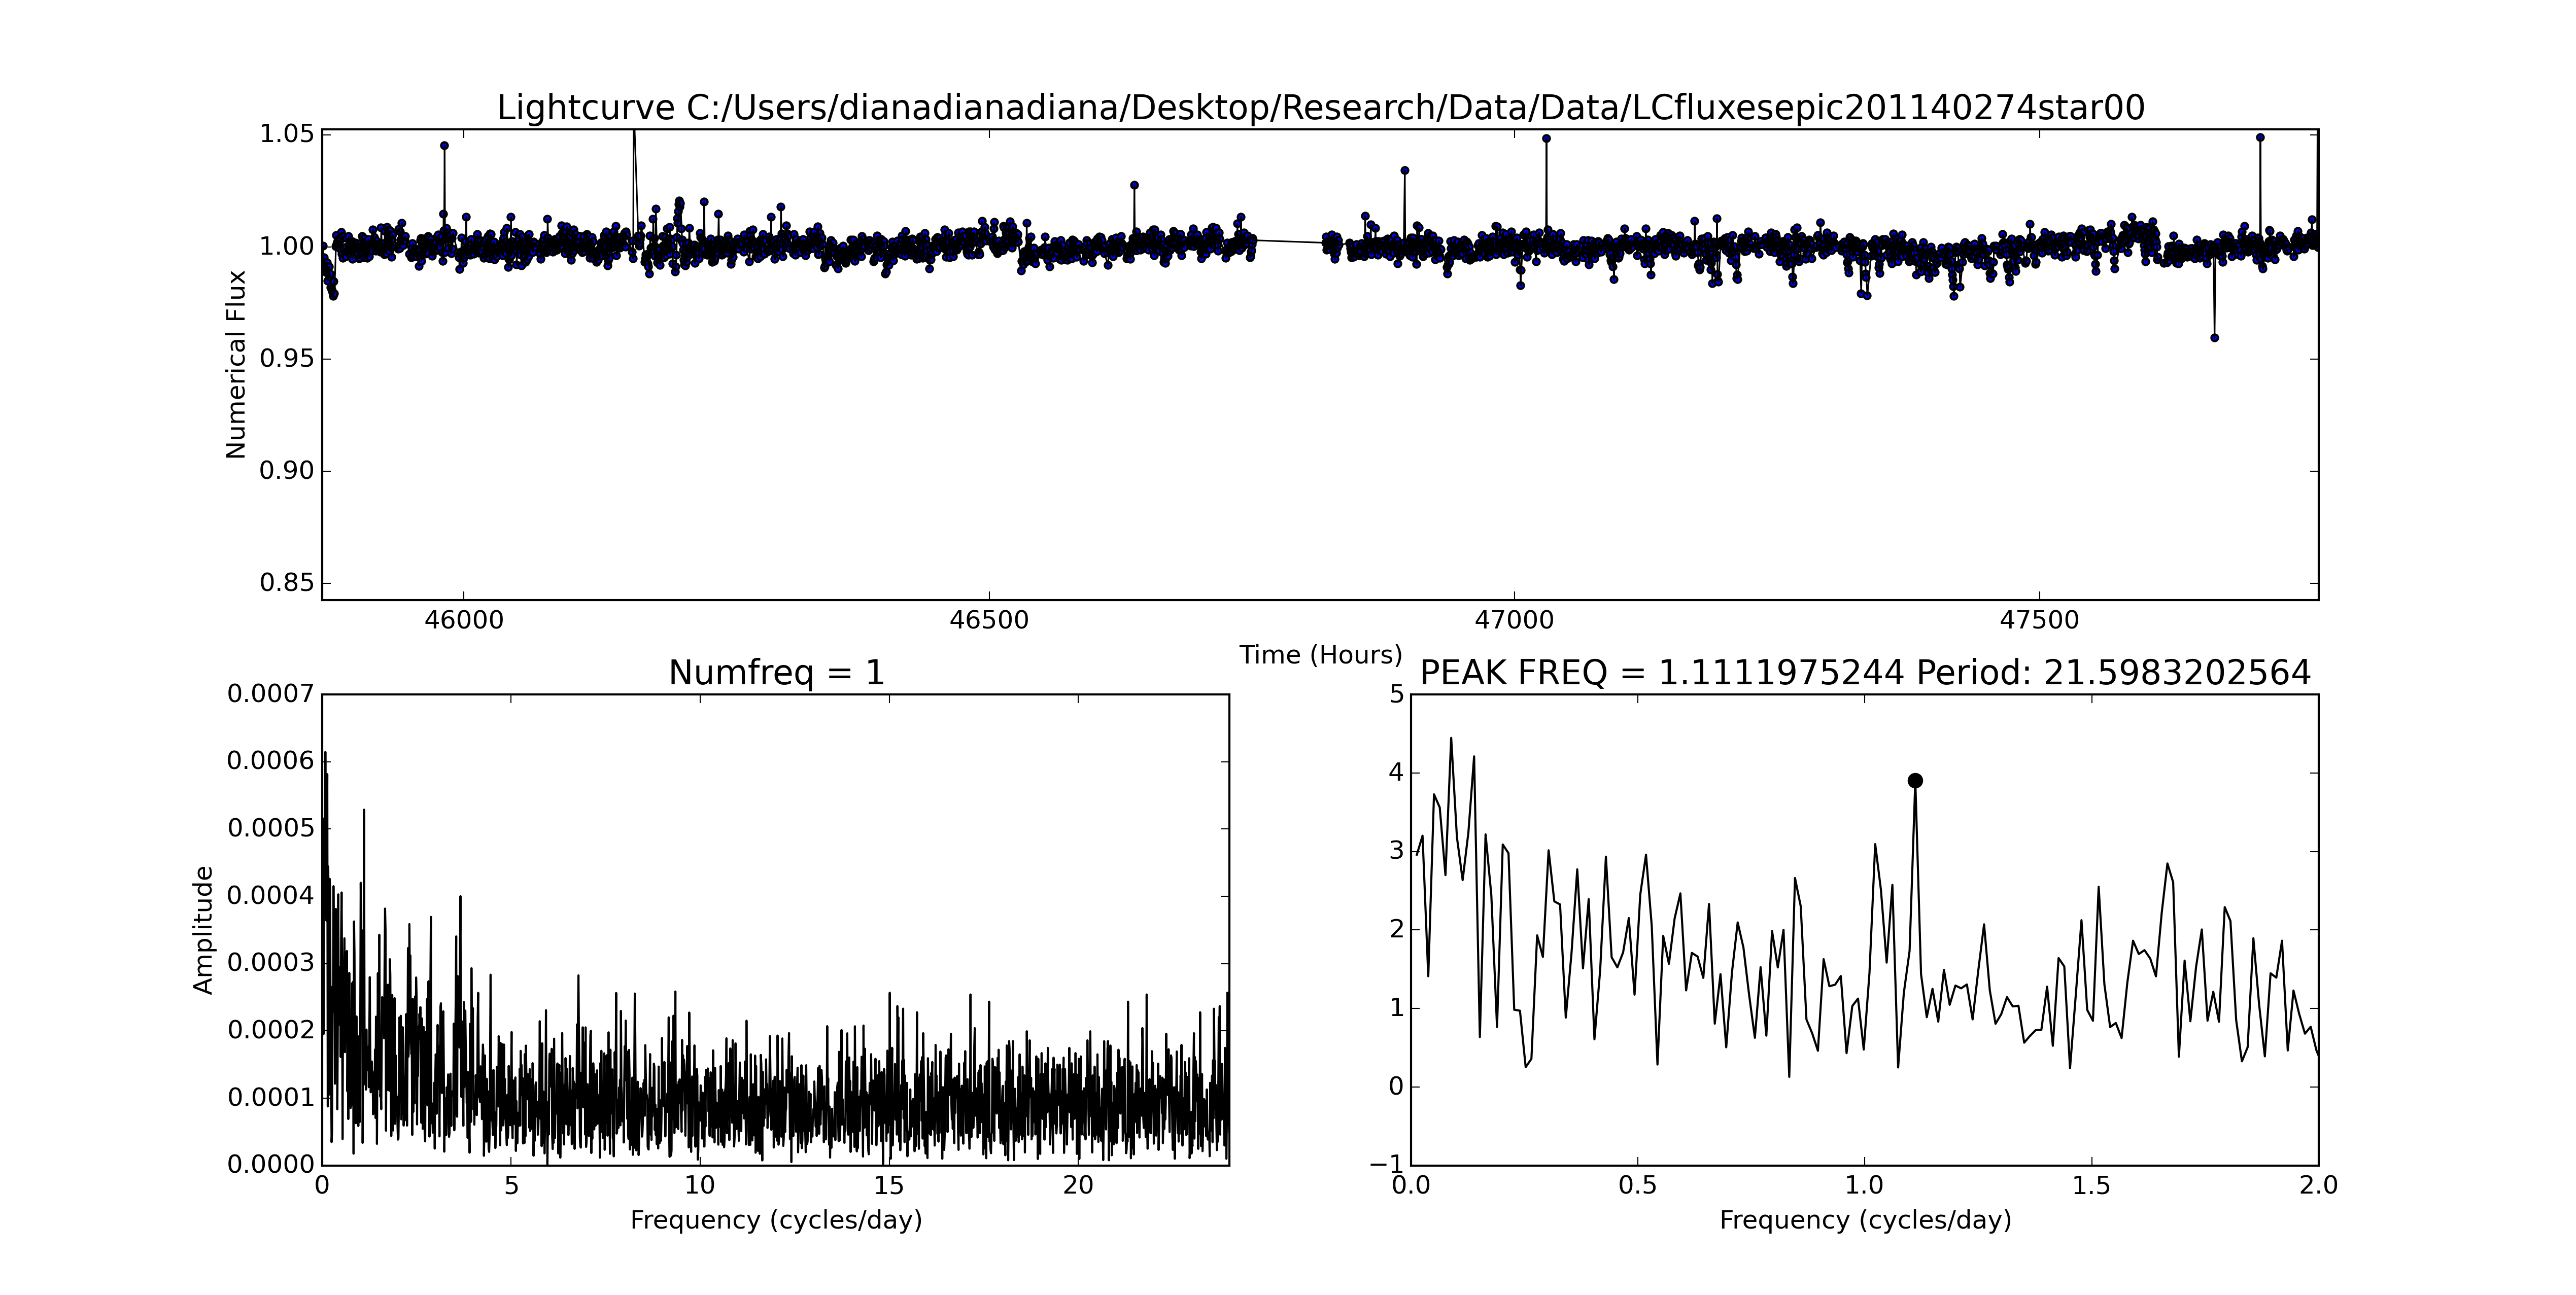 Lightcurve C:/Users/dianadianadiana/Desktop/Research/Data/Data/LCfluxesepic201140274star00
1.05
1.00
0.95
0.90
0.85
Numerical Flux
46000 46500 47000 47500
Time (Hours)
Numfreq = 1
0.0007
0.0006
0.0005
0.0004
0.0003
0.0002
0.0001
0.0000
Amplitude
0 5 10 15 20
Frequency (cycles/day)
PEAK FREQ = 1.1111975244 Period: 21.5983202564
5
4
3
2
1
0
−1
0.0 0.5 1.0 1.5 2.0
Frequency (cycles/day)